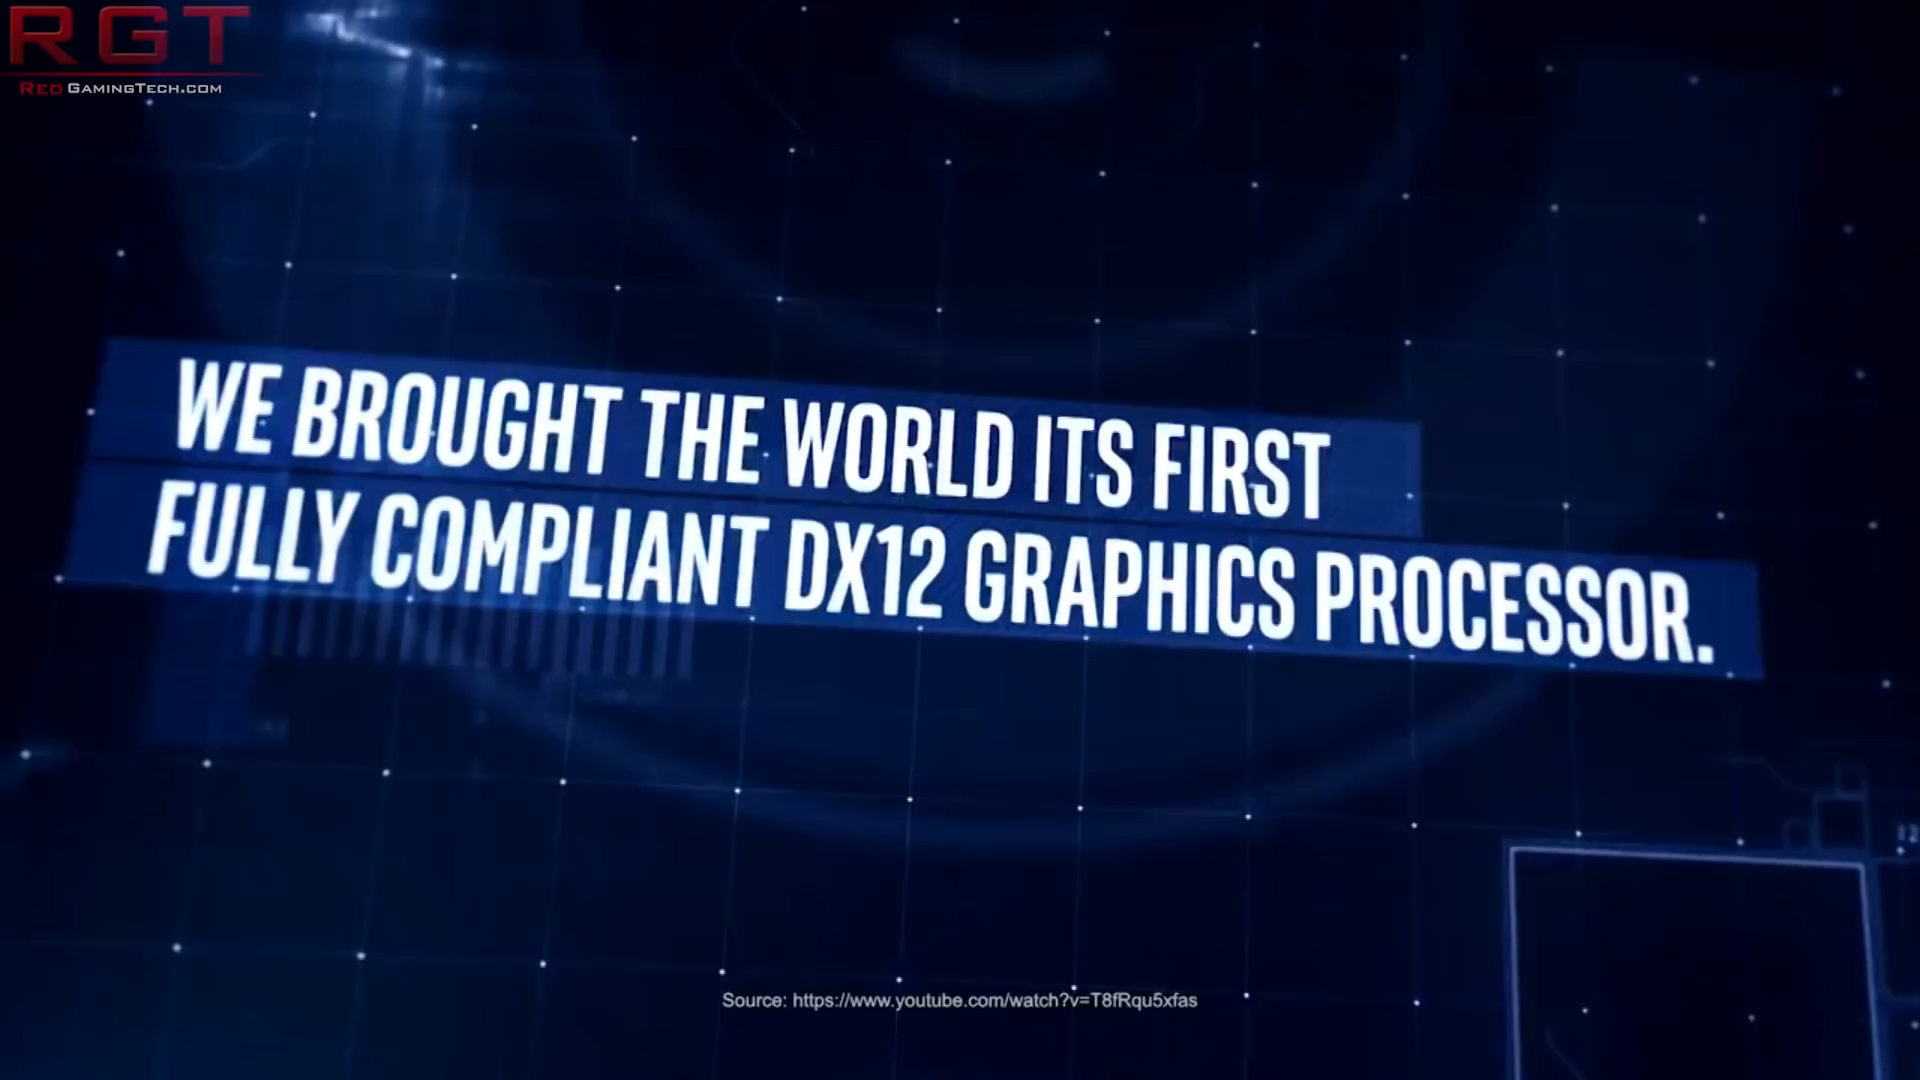 RGT
RED GAMINGTECH.COM
WE BROUGHT THE WORLD ITS FIRST
FULLY COMPLIANT DX12 GRAPHICS PROCESSOR.
Source: https://www.youtube.com/watch?v=T8fRqu5xfas